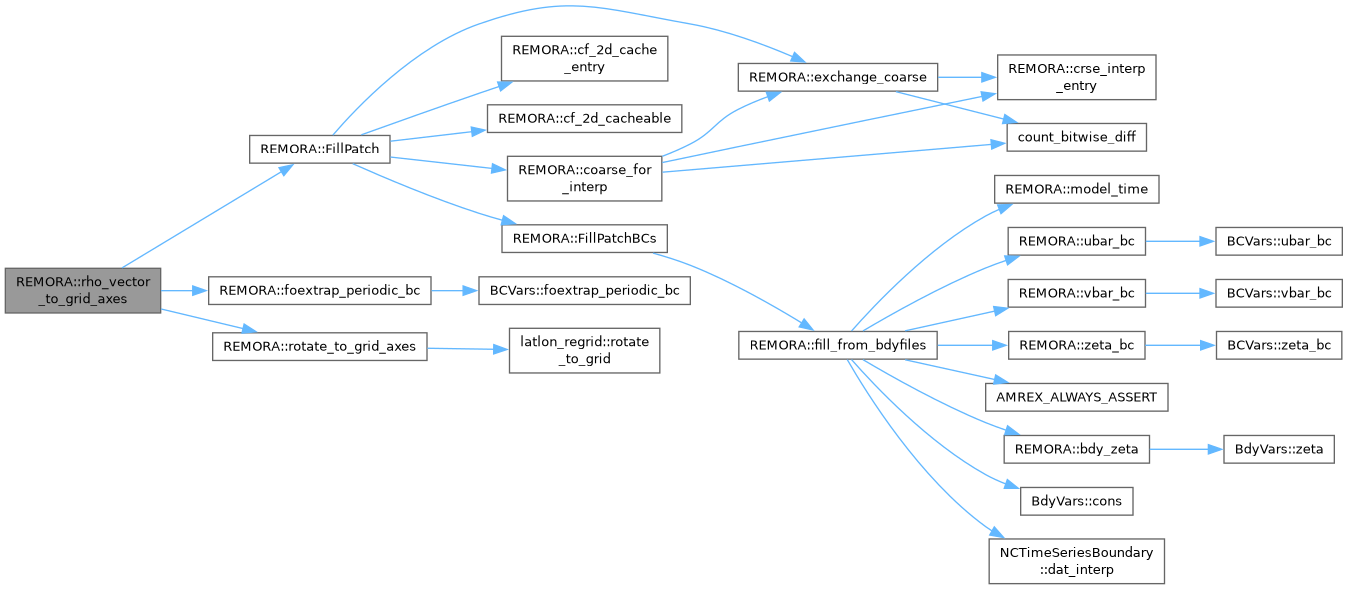 REMORA::rho_vector
_to_grid_axes
REMORA::FillPatch
REMORA::foextrap_periodic_bc
REMORA::rotate_to_grid_axes
REMORA::cf_2d_cache
_entry
REMORA::cf_2d_cacheable
REMORA::coarse_for
_interp
REMORA::FillPatchBCs
BCVars::foextrap_periodic_bc
latlon_regrid::rotate
_to_grid
REMORA::exchange_coarse
REMORA::fill_from_bdyfiles
REMORA::crse_interp
_entry
count_bitwise_diff
REMORA::model_time
REMORA::ubar_bc
REMORA::vbar_bc
REMORA::zeta_bc
AMREX_ALWAYS_ASSERT
REMORA::bdy_zeta
BdyVars::cons
NCTimeSeriesBoundary
::dat_interp
BCVars::ubar_bc
BCVars::vbar_bc
BCVars::zeta_bc
BdyVars::zeta